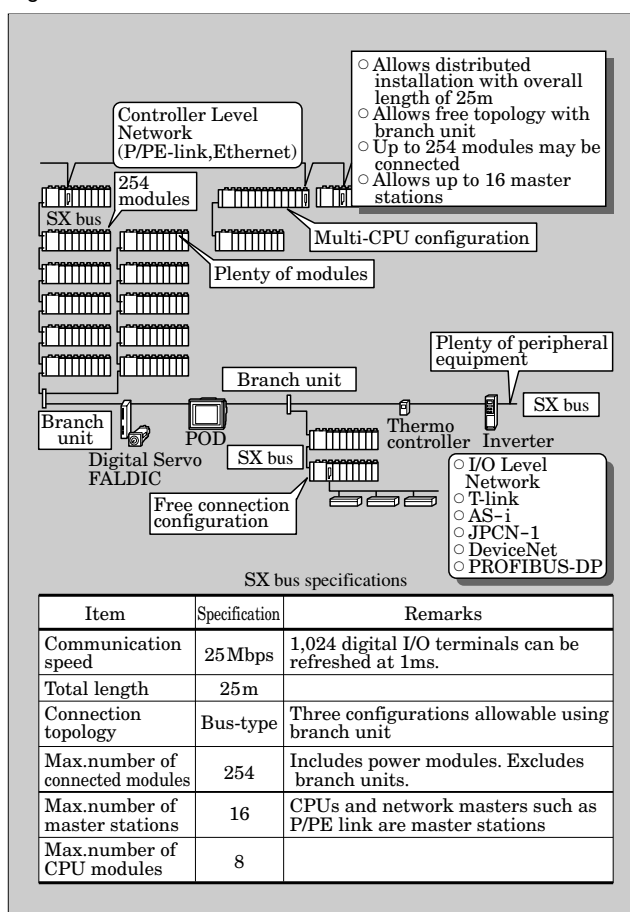 ○ Allows distributed
installation with overall
length of 25m
○ Allows free topology with
branch unit
○ Up to 254 modules may be
connected
○ Allows up to 16 master
stations
Controller Level
Network
(P/PE-link,Ethernet)
254
modules
SX bus
Multi-CPU configuration
Plenty of modules
Plenty of peripheral
equipment
Branch unit
SX bus
Branch
unit
POD
Thermo
controller
Inverter
Digital Servo
FALDIC
SX bus
Free connection
configuration
○ I/O Level
Network
○ T-link
○ AS-i
○ JPCN-1
○ DeviceNet
○ PROFIBUS-DP
SX bus specifications
Item Specification Remarks
Communication
speed 25Mbps 1,024 digital I/O terminals can be
refreshed at 1ms.
Total length 25m
Connection
topology Bus-type Three configurations allowable using
branch unit
Max.number of
connected modules 254 Includes power modules. Excludes
branch units.
Max.number of
master stations 16 CPUs and network masters such as
P/PE link are master stations
Max.number of
CPU modules 8